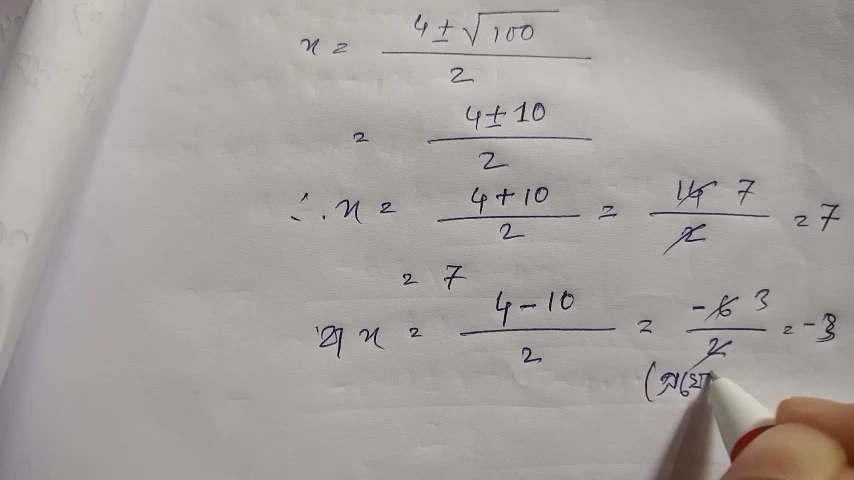 x = (4 ± √100) / 2
= (4 ± 10) / 2
∴ x = (4 + 10) / 2 = 14 7 / 2 = 7
= 7
বা x = (4 - 10) / 2 = -6 3 / 2 = -3